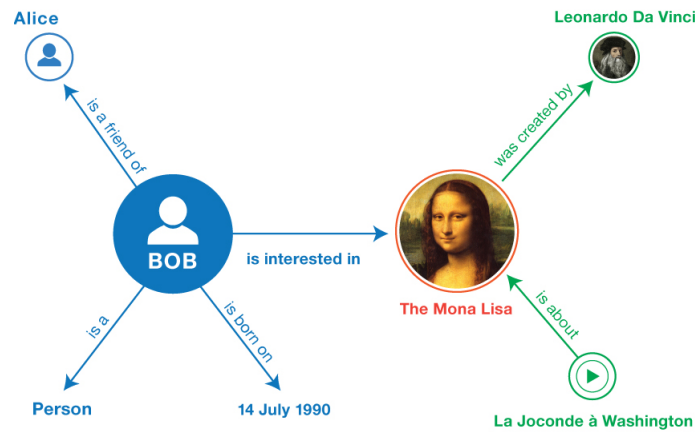 Alice
Leonardo Da Vinci
is a friend of
was created by
BOB
is interested in
The Mona Lisa
is a
is born on
is about
Person
14 July 1990
La Joconde à Washington